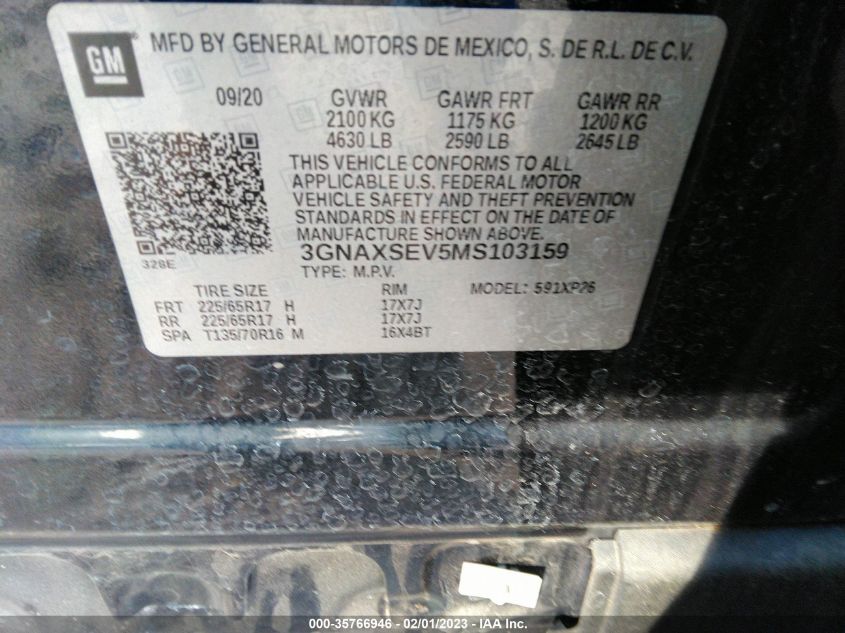 GM
MFD BY GENERAL MOTORS DE MEXICO, S. DE R.L. DE C.V.
09/20 GVWR GAWR FRT GAWR RR
2100 KG 1175 KG 1200 KG
4630 LB 2590 LB 2645 LB
THIS VEHICLE CONFORMS TO ALL
APPLICABLE U.S. FEDERAL MOTOR
VEHICLE SAFETY AND THEFT PREVENTION
STANDARDS IN EFFECT ON THE DATE OF
MANUFACTURE SHOWN ABOVE.
3GNAXSEV5MS103159
328E
TYPE: M.P.V.
TIRE SIZE RIM MODEL: 591XP26
FRT 225/65R17 H 17X7J
RR 225/65R17 H 17X7J
SPA T135/70R16 M 16X4BT
000-35766946 - 02/01/2023 - IAA Inc.